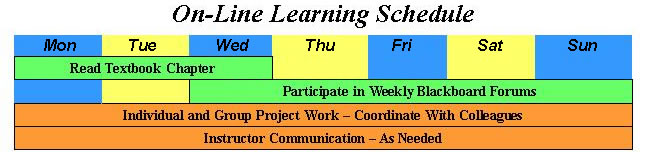 On-Line Learning Schedule
Mon Tue Wed Thu Fri Sat Sun
Read Textbook Chapter
Participate in Weekly Blackboard Forums
Individual and Group Project Work – Coordinate With Colleagues
Instructor Communication – As Needed